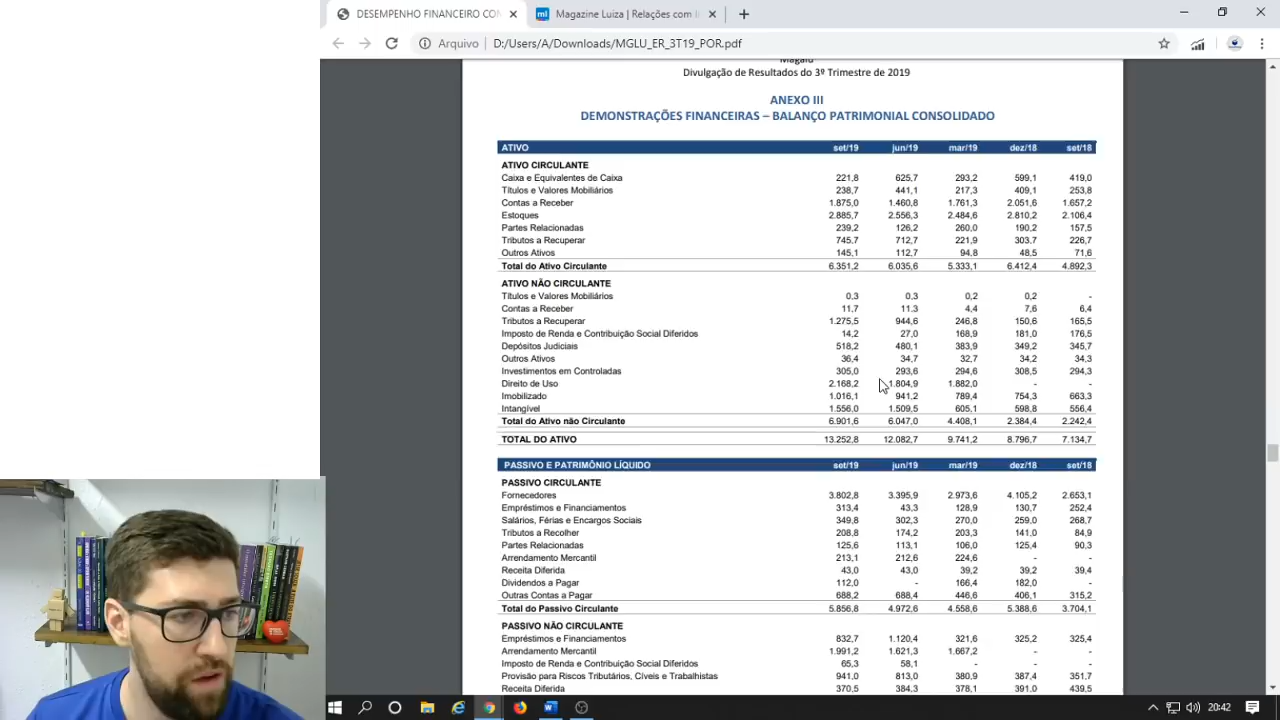 DESEMPENHO FINANCEIRO CON
Magazine Luiza | Relações com I
Arquivo | D:/Users/A/Downloads/MGLU_ER_3T19_POR.pdf
Magalu
Divulgação de Resultados do 3º Trimestre de 2019
ANEXO III
DEMONSTRAÇÕES FINANCEIRAS – BALANÇO PATRIMONIAL CONSOLIDADO
ATIVO set/19 jun/19 mar/19 dez/18 set/18
ATIVO CIRCULANTE
Caixa e Equivalentes de Caixa 221,8 625,7 293,2 599,1 419,0
Títulos e Valores Mobiliários 238,7 441,1 217,3 409,1 253,8
Contas a Receber 1.875,0 1.460,8 1.761,3 2.051,6 1.657,2
Estoques 2.885,7 2.556,3 2.484,6 2.810,2 2.106,4
Partes Relacionadas 239,2 126,2 260,0 190,2 157,5
Tributos a Recuperar 745,7 712,7 221,9 303,7 226,7
Outros Ativos 145,1 112,7 94,8 48,5 71,6
Total do Ativo Circulante 6.351,2 6.035,6 5.333,1 6.412,4 4.892,3
ATIVO NÃO CIRCULANTE
Títulos e Valores Mobiliários 0,3 0,3 0,2 0,2 -
Contas a Receber 11,7 11,3 4,4 7,6 6,4
Tributos a Recuperar 1.275,5 944,6 246,8 150,6 165,5
Imposto de Renda e Contribuição Social Diferidos 14,2 27,0 168,9 181,0 176,5
Depósitos Judiciais 518,2 480,1 383,9 349,2 345,7
Outros Ativos 36,4 34,7 32,7 34,2 34,3
Investimentos em Controladas 305,0 293,6 294,6 308,5 294,3
Direito de Uso 2.168,2 1.804,9 1.882,0 - -
Imobilizado 1.016,1 941,2 789,4 754,3 663,3
Intangível 1.556,0 1.509,5 605,1 598,8 556,4
Total do Ativo não Circulante 6.901,6 6.047,0 4.408,1 2.384,4 2.242,4
TOTAL DO ATIVO 13.252,8 12.082,7 9.741,2 8.796,7 7.134,7
PASSIVO E PATRIMÔNIO LÍQUIDO set/19 jun/19 mar/19 dez/18 set/18
PASSIVO CIRCULANTE
Fornecedores 3.802,8 3.395,9 2.973,6 4.105,2 2.653,1
Empréstimos e Financiamentos 313,4 43,3 128,9 130,7 252,4
Salários, Férias e Encargos Sociais 349,8 302,3 270,0 259,0 268,7
Tributos a Recolher 208,8 174,2 203,3 141,0 84,9
Partes Relacionadas 125,6 113,1 106,0 125,4 90,3
Arrendamento Mercantil 213,1 212,6 224,6 - -
Receita Diferida 43,0 43,0 39,2 39,2 39,4
Dividendos a Pagar 112,0 - 166,4 182,0 -
Outras Contas a Pagar 688,2 688,4 446,6 406,1 315,2
Total do Passivo Circulante 5.856,8 4.972,6 4.558,6 5.388,6 3.704,1
PASSIVO NÃO CIRCULANTE
Empréstimos e Financiamentos 832,7 1.120,4 321,6 325,2 325,4
Arrendamento Mercantil 1.991,2 1.621,3 1.667,2 - -
Imposto de Renda e Contribuição Social Diferidos 65,3 58,1 - - -
Provisão para Riscos Tributários, Cíveis e Trabalhistas 941,0 813,0 380,9 387,4 351,7
Receita Diferida 370,5 384,3 378,1 391,0 439,5
20:42